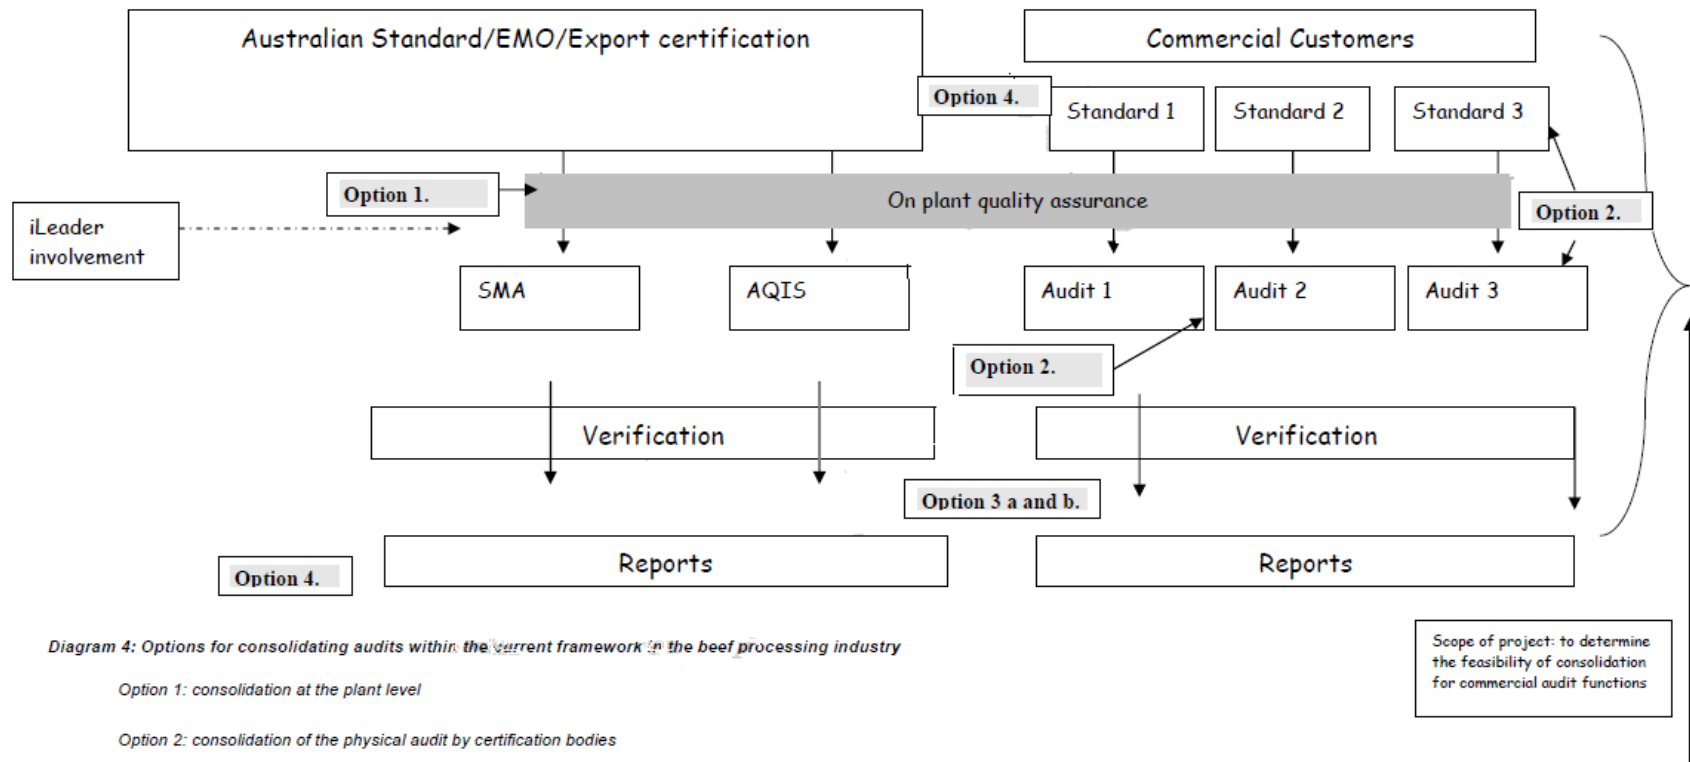 Australian Standard/EMO/Export certification
Commercial Customers
Option 4.
Standard 1
Standard 2
Standard 3
Option 1.
On plant quality assurance
Option 2.
iLeader
involvement
SMA
AQIS
Audit 1
Audit 2
Audit 3
Option 2.
Verification
Verification
Option 3 a and b.
Reports
Reports
Option 4.
Diagram 4: Options for consolidating audits within the current framework in the beef processing industry
Scope of project: to determine
the feasibility of consolidation
for commercial audit functions
Option 1: consolidation at the plant level
Option 2: consolidation of the physical audit by certification bodies